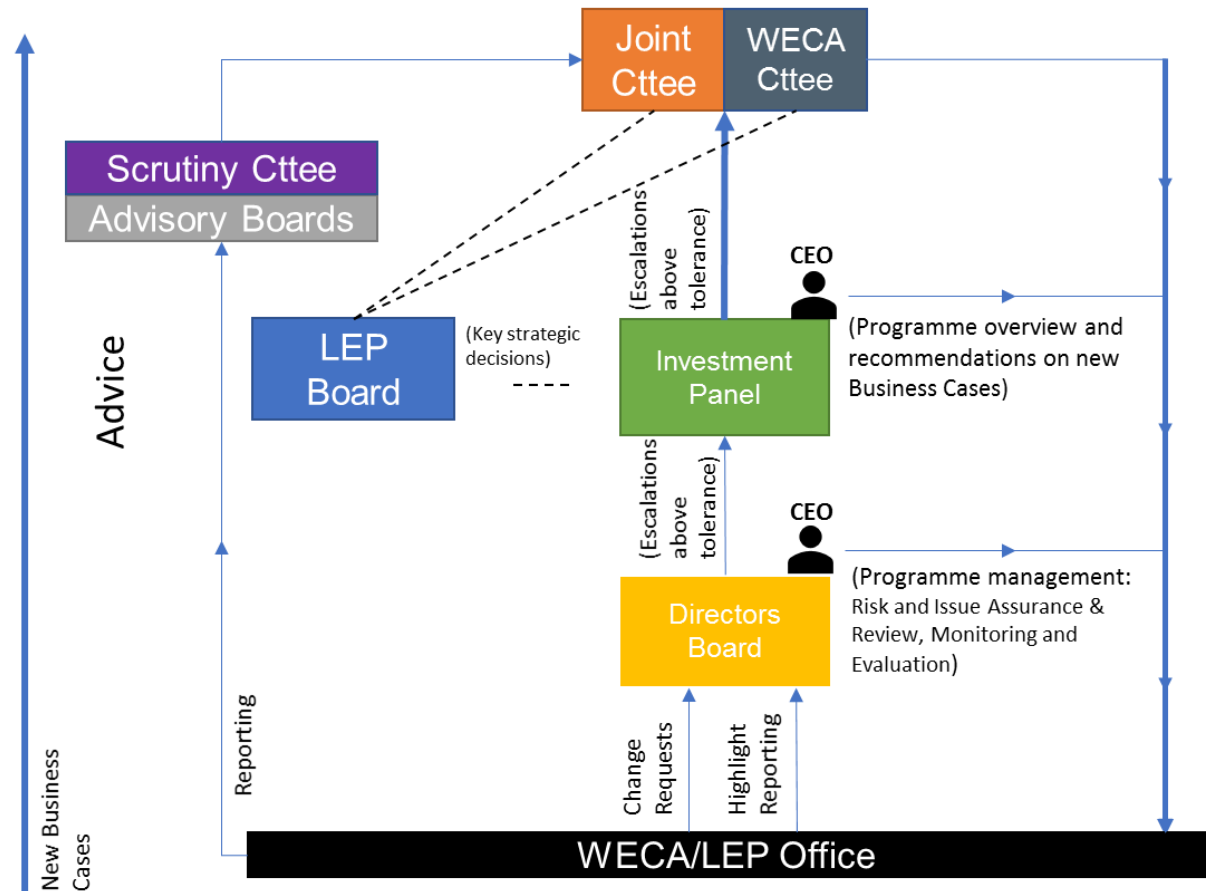 Joint
Cttee
WECA
Cttee
Scrutiny Cttee
Advisory Boards
(Escalations
above
tolerance)
CEO
Advice
LEP
Board
(Key strategic
decisions)
Investment
Panel
(Programme overview and
recommendations on new
Business Cases)
(Escalations
above
tolerance)
CEO
Directors
Board
(Programme management:
Risk and Issue Assurance &
Review, Monitoring and
Evaluation)
Reporting
Change
Requests
Highlight
Reporting
New Business
Cases
WECA/LEP Office